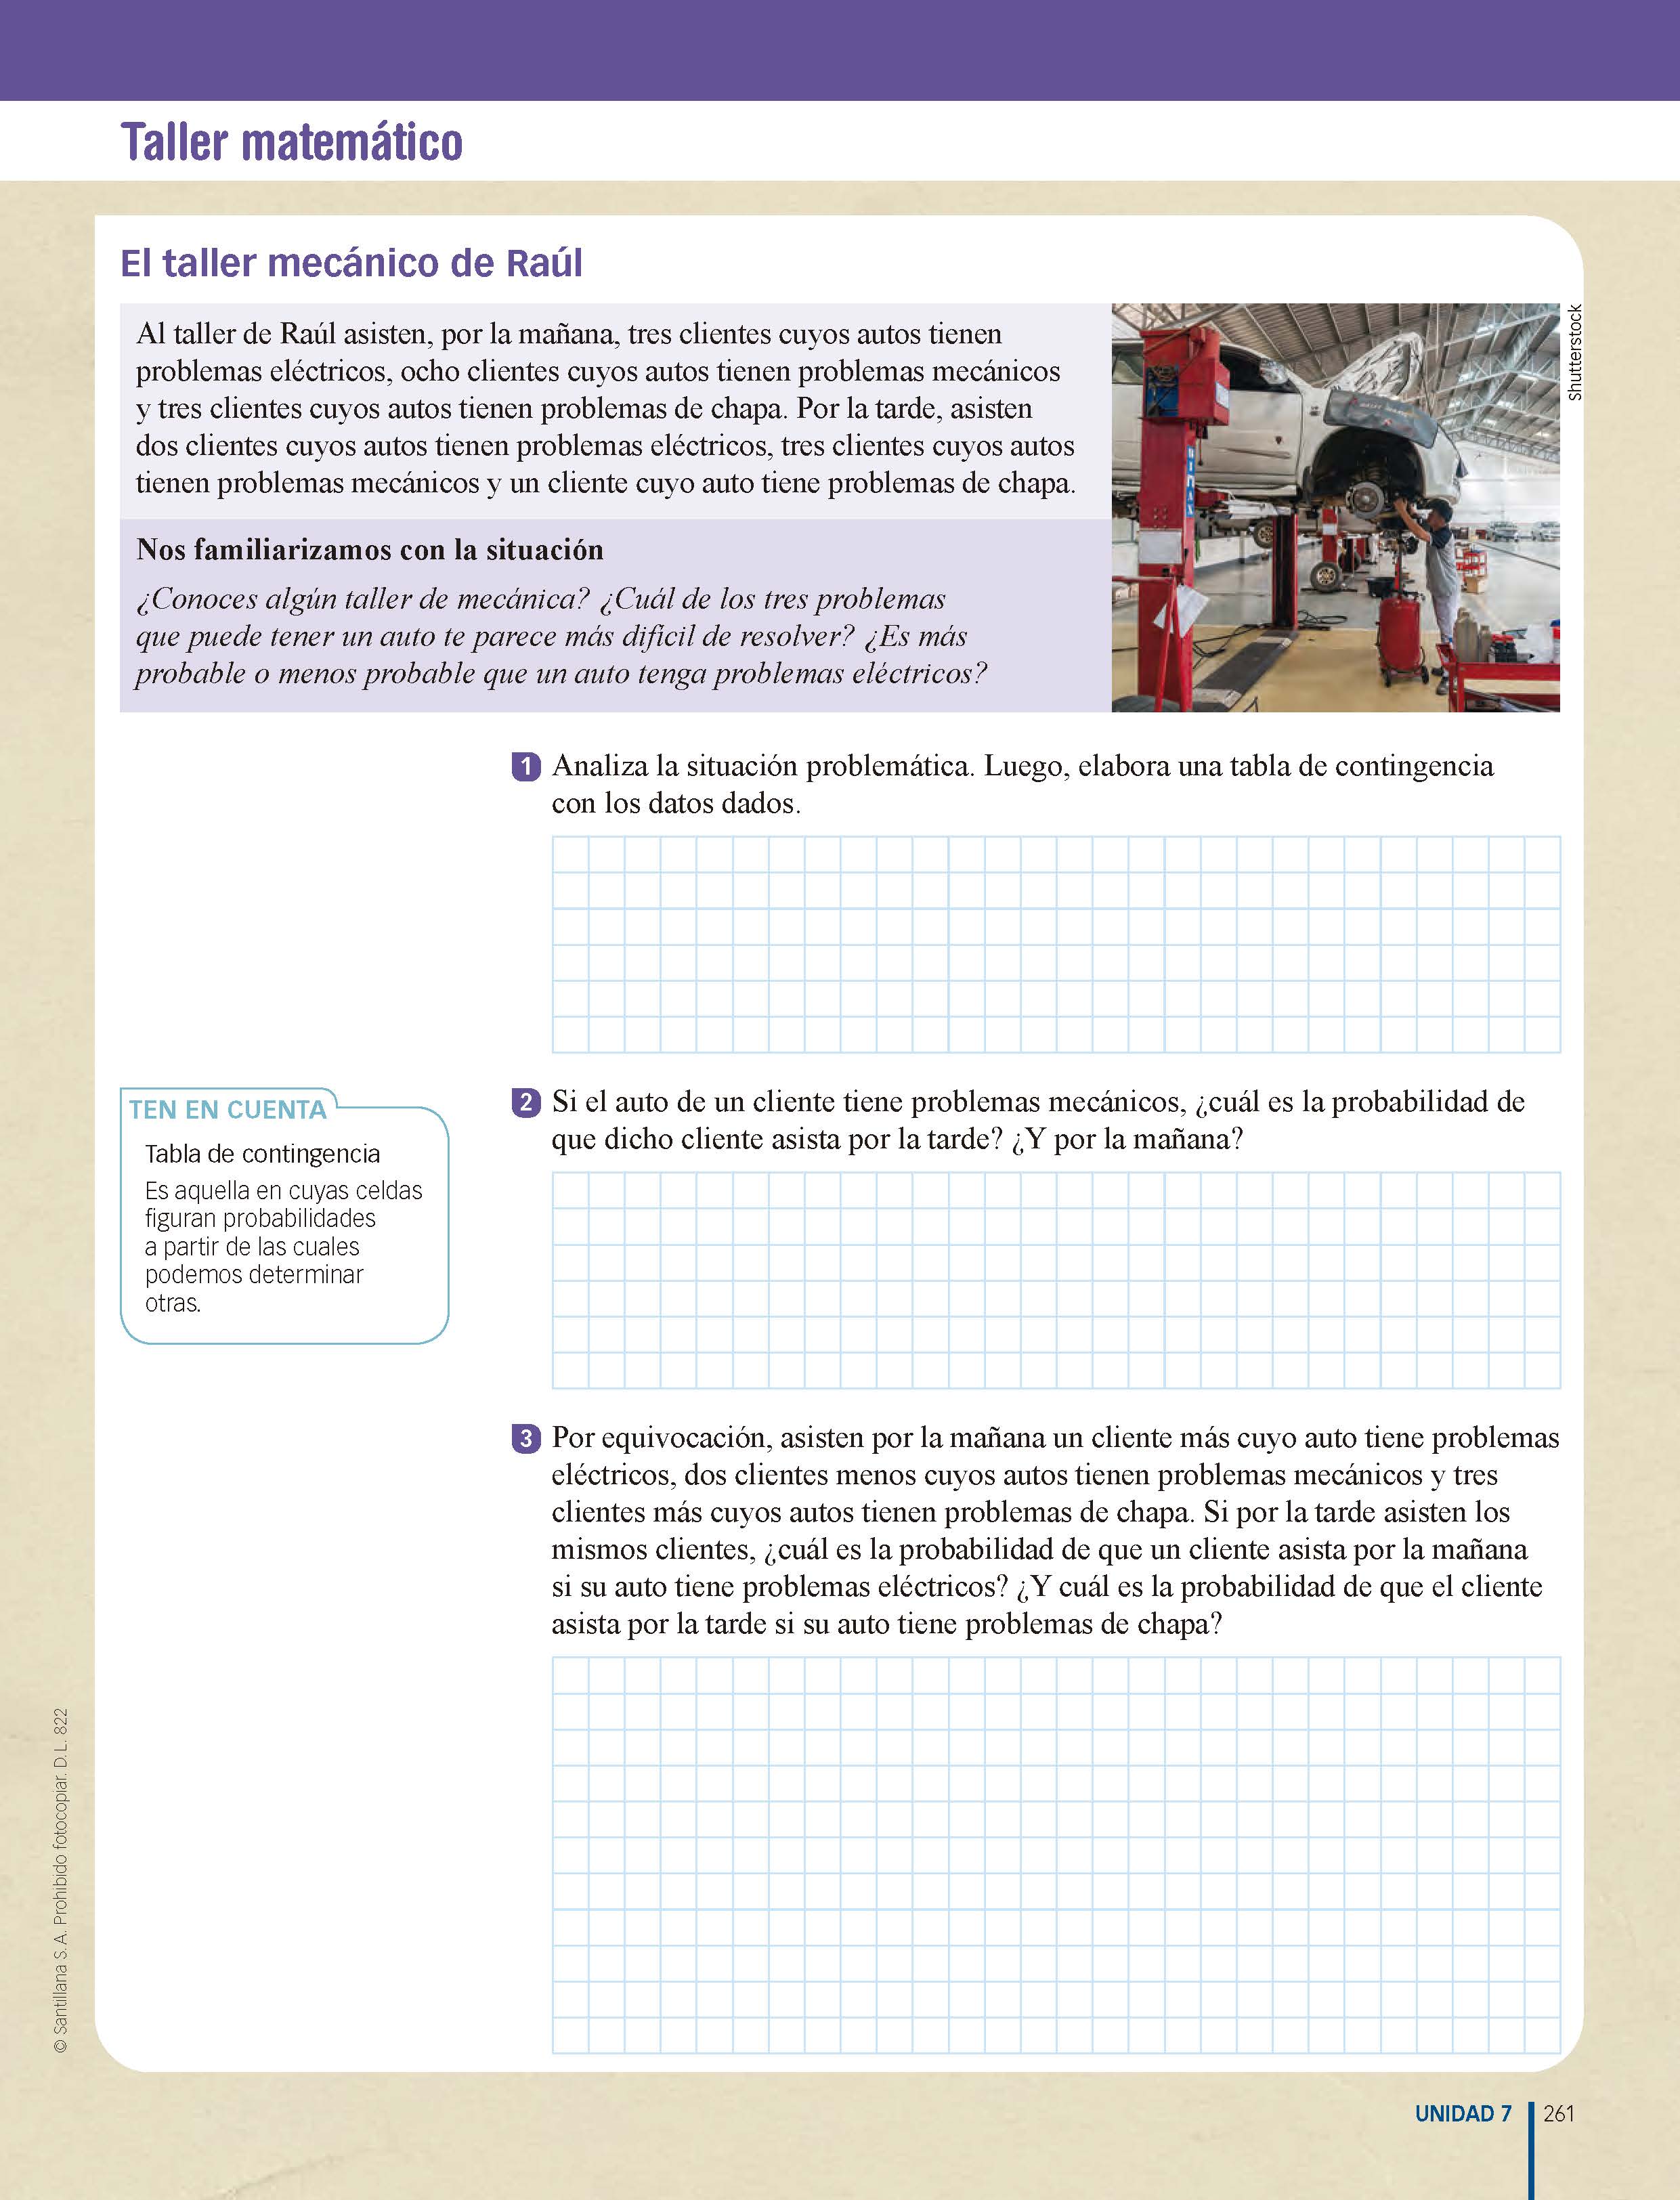 Taller matemático
El taller mecánico de Raúl
Al taller de Raúl asisten, por la mañana, tres clientes cuyos autos tienen
problemas eléctricos, ocho clientes cuyos autos tienen problemas mecánicos
y tres clientes cuyos autos tienen problemas de chapa. Por la tarde, asisten
dos clientes cuyos autos tienen problemas eléctricos, tres clientes cuyos autos
tienen problemas mecánicos y un cliente cuyo auto tiene problemas de chapa.
Nos familiarizamos con la situación
¿Conoces algún taller de mecánica? ¿Cuál de los tres problemas
que puede tener un auto te parece más difícil de resolver? ¿Es más
probable o menos probable que un auto tenga problemas eléctricos?
Shutterstock
1 Analiza la situación problemática. Luego, elabora una tabla de contingencia
con los datos dados.
TEN EN CUENTA
Tabla de contingencia
Es aquella en cuyas celdas
figuran probabilidades
a partir de las cuales
podemos determinar
otras.
2 Si el auto de un cliente tiene problemas mecánicos, ¿cuál es la probabilidad de
que dicho cliente asista por la tarde? ¿Y por la mañana?
3 Por equivocación, asisten por la mañana un cliente más cuyo auto tiene problemas
eléctricos, dos clientes menos cuyos autos tienen problemas mecánicos y tres
clientes más cuyos autos tienen problemas de chapa. Si por la tarde asisten los
mismos clientes, ¿cuál es la probabilidad de que un cliente asista por la mañana
si su auto tiene problemas eléctricos? ¿Y cuál es la probabilidad de que el cliente
asista por la tarde si su auto tiene problemas de chapa?
© Santillana S. A. Prohibido fotocopiar. D. L. 822
UNIDAD 7 261